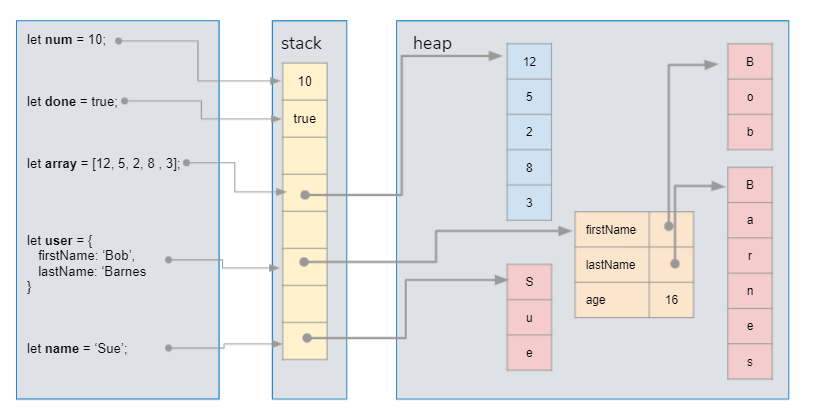 let num = 10;
let done = true;
let array = [12, 5, 2, 8 , 3];
let user = {
firstName: ‘Bob’,
lastName: ‘Barnes
}
let name = ‘Sue’;
stack
10
true
heap
12
5
2
8
3
S
u
e
firstName
lastName
age 16
B
o
b
B
a
r
n
e
s